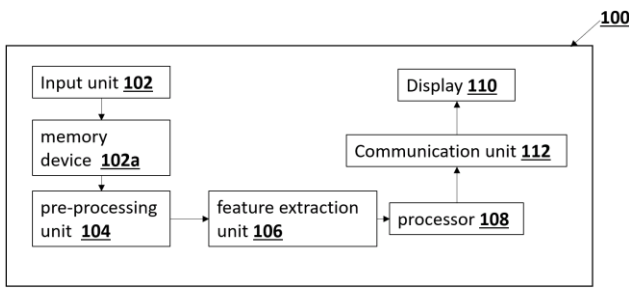 100
Input unit 102
Display 110
memory
device 102a
Communication unit 112
pre-processing
unit 104
feature extraction
unit 106
processor 108